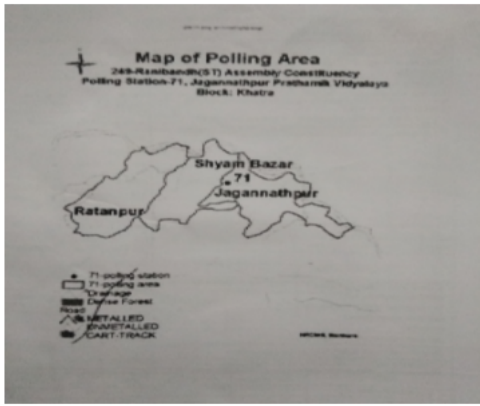 Map of Polling Area
249-Ranibandh(ST) Assembly Constituency
Polling Station-71, Jagannathpur Prathamik Vidyalaya
Block: Khatra
Shyam Bazar
71
Jagannathpur
Ratanpur
71-polling station
71-polling area
Drainage
Dense Forest
Road
METALLED
UNMETALLED
CART-TRACK